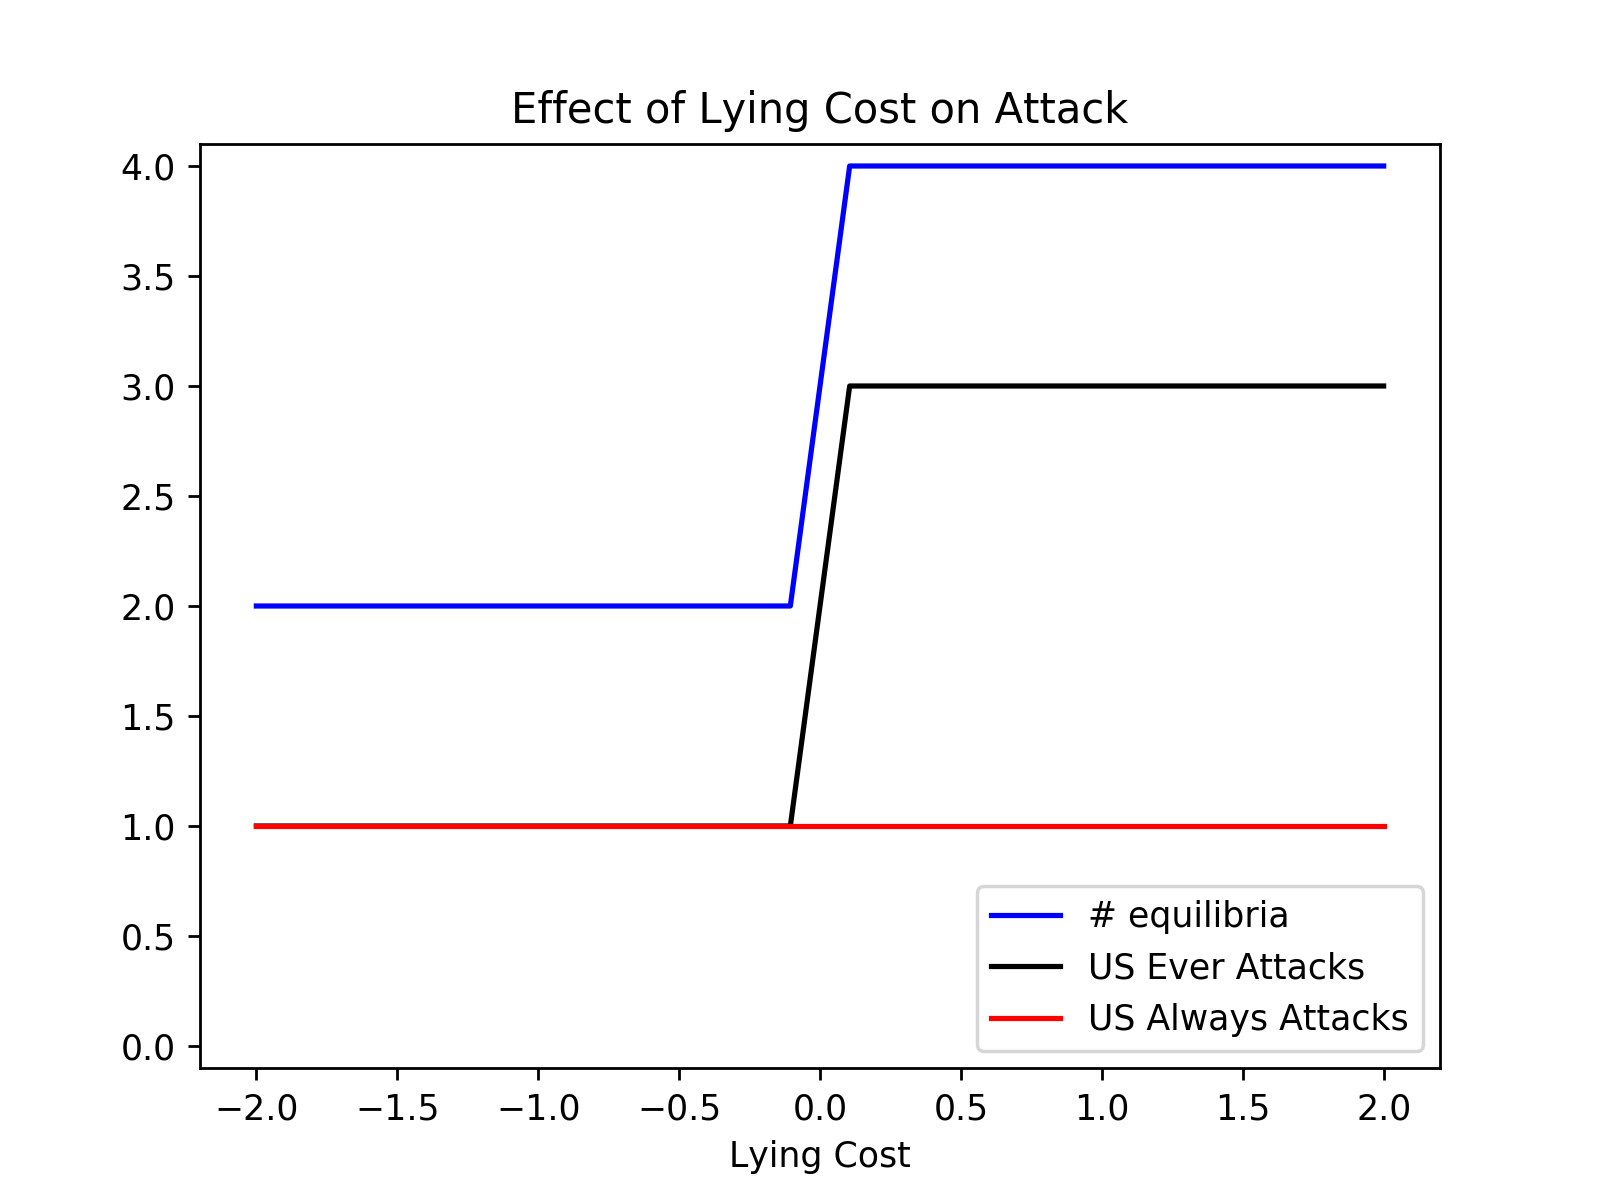 Effect of Lying Cost on Attack
4.0
3.5
3.0
2.5
2.0
1.5
1.0
0.5
0.0
# equilibria
US Ever Attacks
US Always Attacks
−2.0 −1.5 −1.0 −0.5 0.0 0.5 1.0 1.5 2.0
Lying Cost